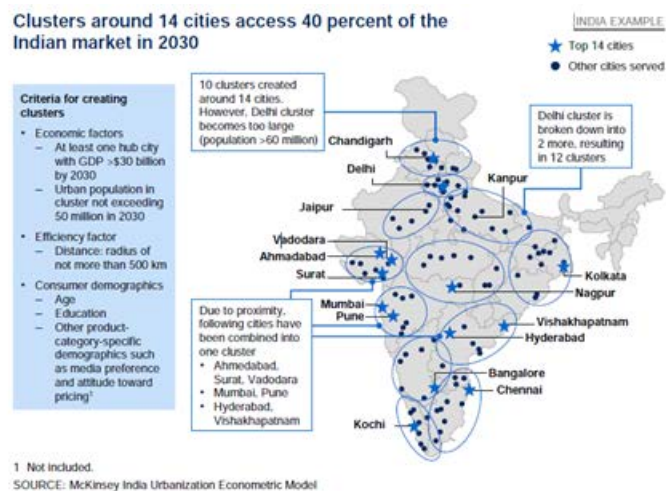 Clusters around 14 cities access 40 percent of the
Indian market in 2030
INDIA EXAMPLE
Top 14 cities
Other cities served
Criteria for creating
clusters
• Economic factors
– At least one hub city
with GDP >$30 billion
by 2030
– Urban population in
cluster not exceeding
50 million in 2030
• Efficiency factor
– Distance: radius of
not more than 500 km
• Consumer demographics
– Age
– Education
– Other product-
category-specific
demographics such
as media preference
and attitude toward
pricing1
10 clusters created
around 14 cities.
However, Delhi cluster
becomes too large
(population >60 million)
Delhi cluster is
broken down into
2 more, resulting
in 12 clusters
Chandigarh
Delhi
Kanpur
Jaipur
Vadodara
Ahmadabad
Surat
Kolkata
Nagpur
Mumbai
Pune
Vishakhapatnam
Hyderabad
Bangalore
Chennai
Kochi
Due to proximity,
following cities have
been combined into
one cluster
• Ahmedabad,
Surat, Vadodara
• Mumbai, Pune
• Hyderabad,
Vishakhapatnam
1 Not included.
SOURCE: McKinsey India Urbanization Econometric Model